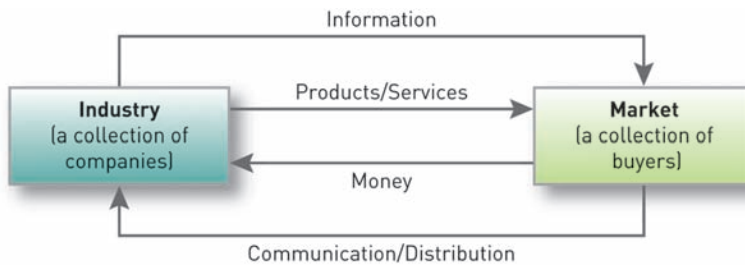 Information
Products/Services
Industry
(a collection of
companies)
Market
(a collection of
buyers)
Money
Communication/Distribution